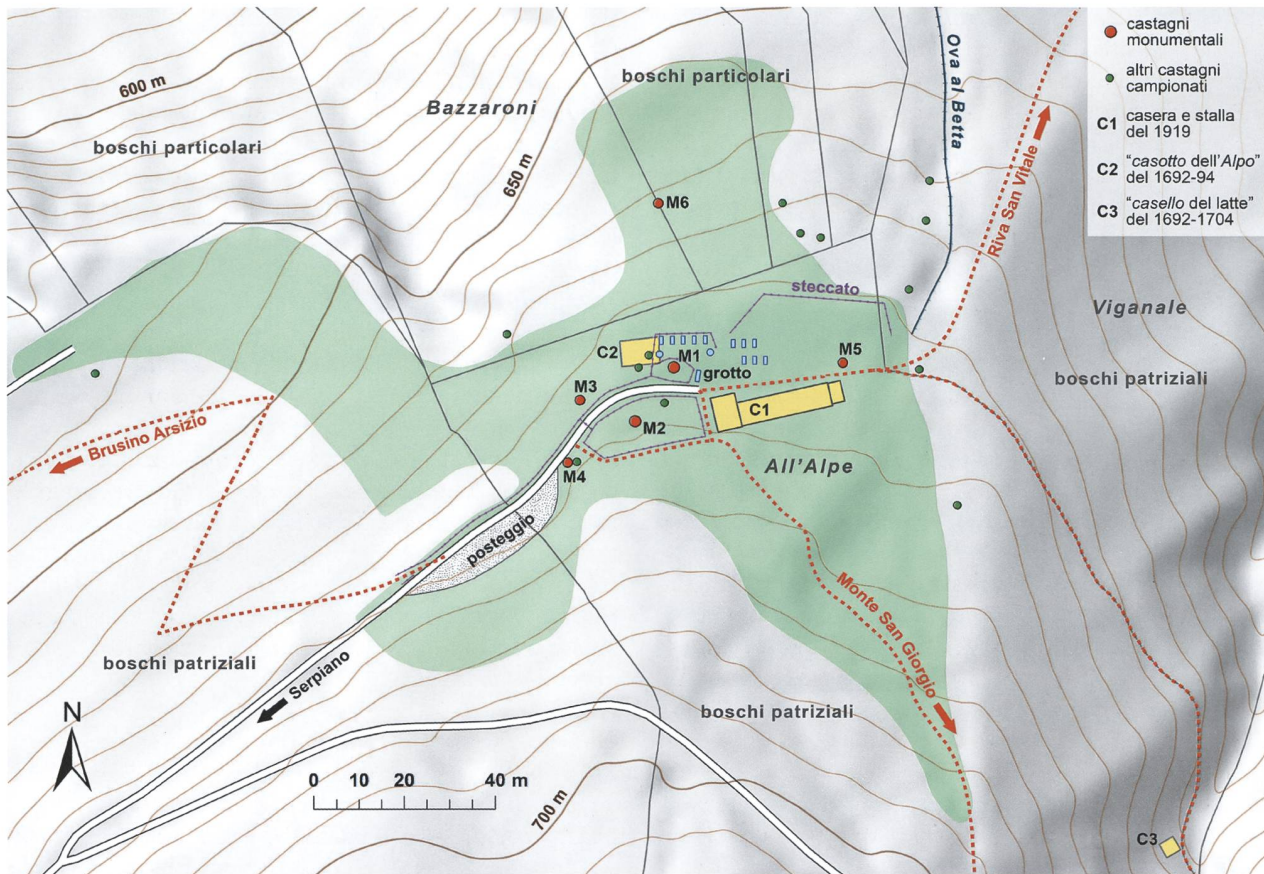 castagni
monumentali
altri castagni
campionati
C1 casera e stalla
del 1919
C2 "casotto dell'Alpo"
del 1692-94
C3 "casello del latte"
del 1692-1704
600 m
Bazzaroni
boschi particolari
Ova al Betta
boschi particolari
650 m
Riva San Vitale
M6
steccato
Viganale
C2
M1
M5
grotto
boschi patriziali
M3
C1
M2
Brusino Arsizio
All'Alpe
M4
posteggio
Monte San Giorgio
boschi patriziali
Serpiano
boschi patriziali
N
0 10 20 40 m
700 m
C3